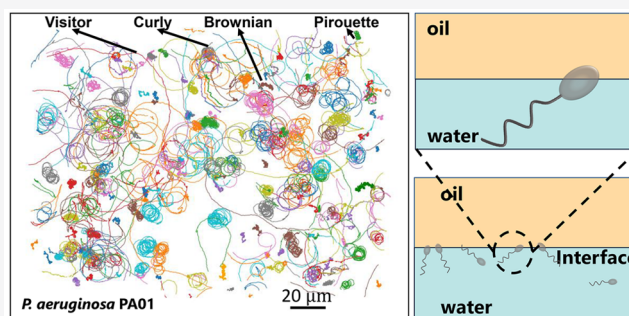 Visitor Curly Brownian Pirouette
P. aeruginosa PA01
20 μm
oil
water
oil
Interface
water